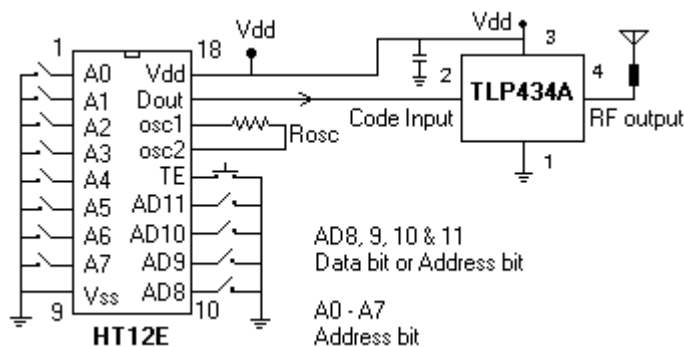 1
18
Vdd
Vdd
3
A0
Vdd
2
TLP434A
4
A1
Dout
Code Input
RF output
A2
osc1
Rosc
A3
osc2
1
A4
TE
A5
AD11
A6
AD10
A7
AD9
Vss
AD8
9
10
HT12E
AD8, 9, 10 & 11
Data bit or Address bit
A0 - A7
Address bit